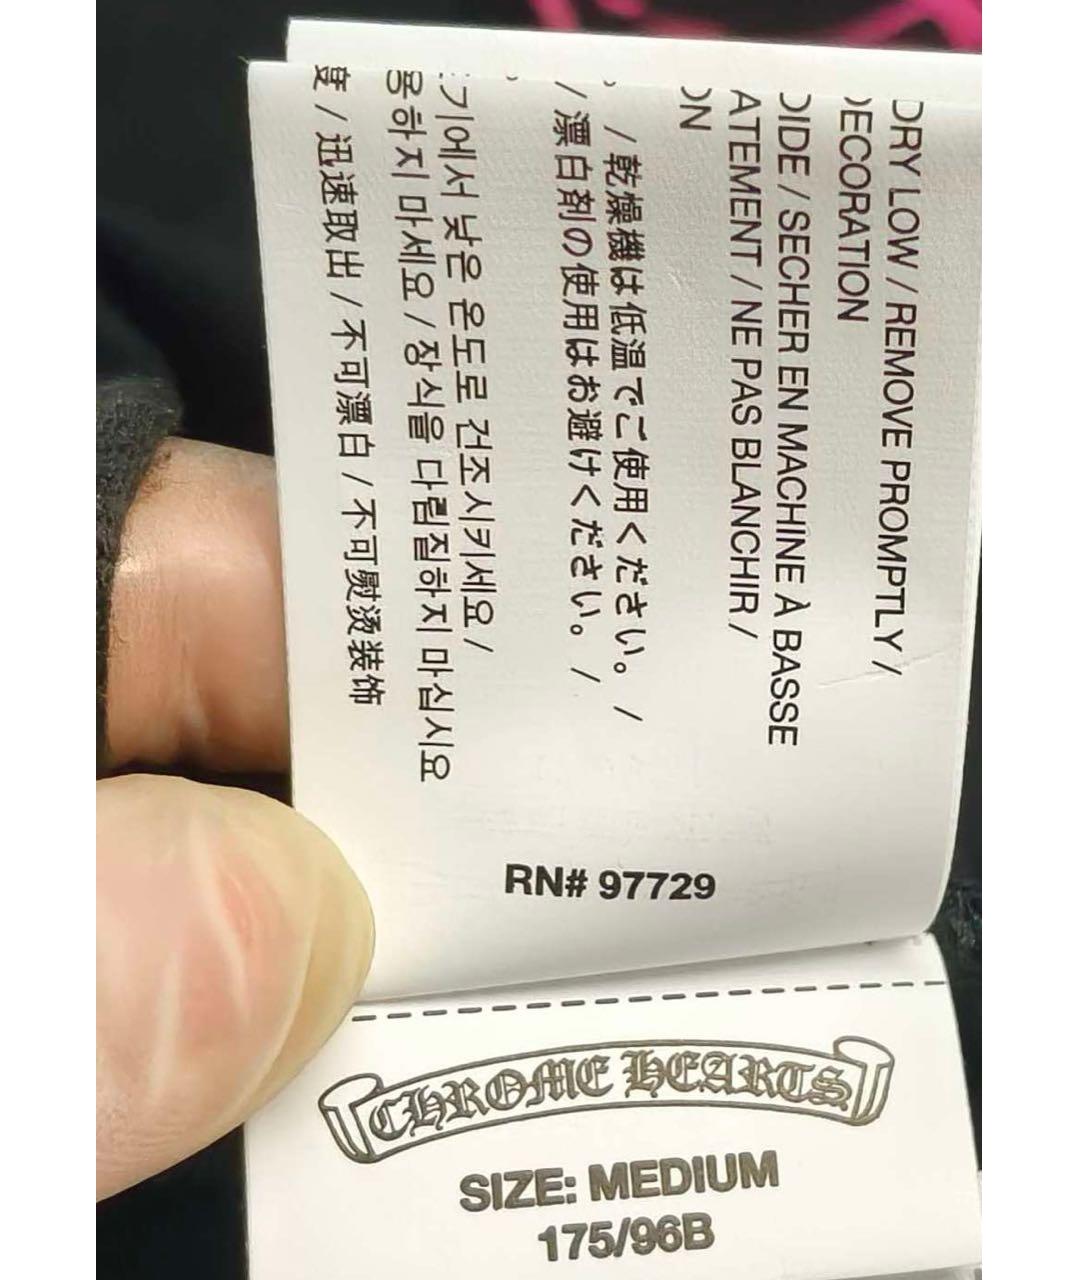 DRY LOW / REMOVE PROMPTLY /
DECORATION
OIDE / SECHER EN MACHINE À BASSE
ATEMENT / NE PAS BLANCHIR /
ON
/ 乾燥機は低温でご使用ください。 /
/ 漂白剤の使用はお避けください。 /
기에서 낮은 온도로 건조시키세요 /
용하지 마세요 / 장식을 다림질하지 마십시요
度 / 迅速取出 / 不可漂白 / 不可熨烫装饰
RN# 97729
CHROME HEARTS
SIZE: MEDIUM
175/96B